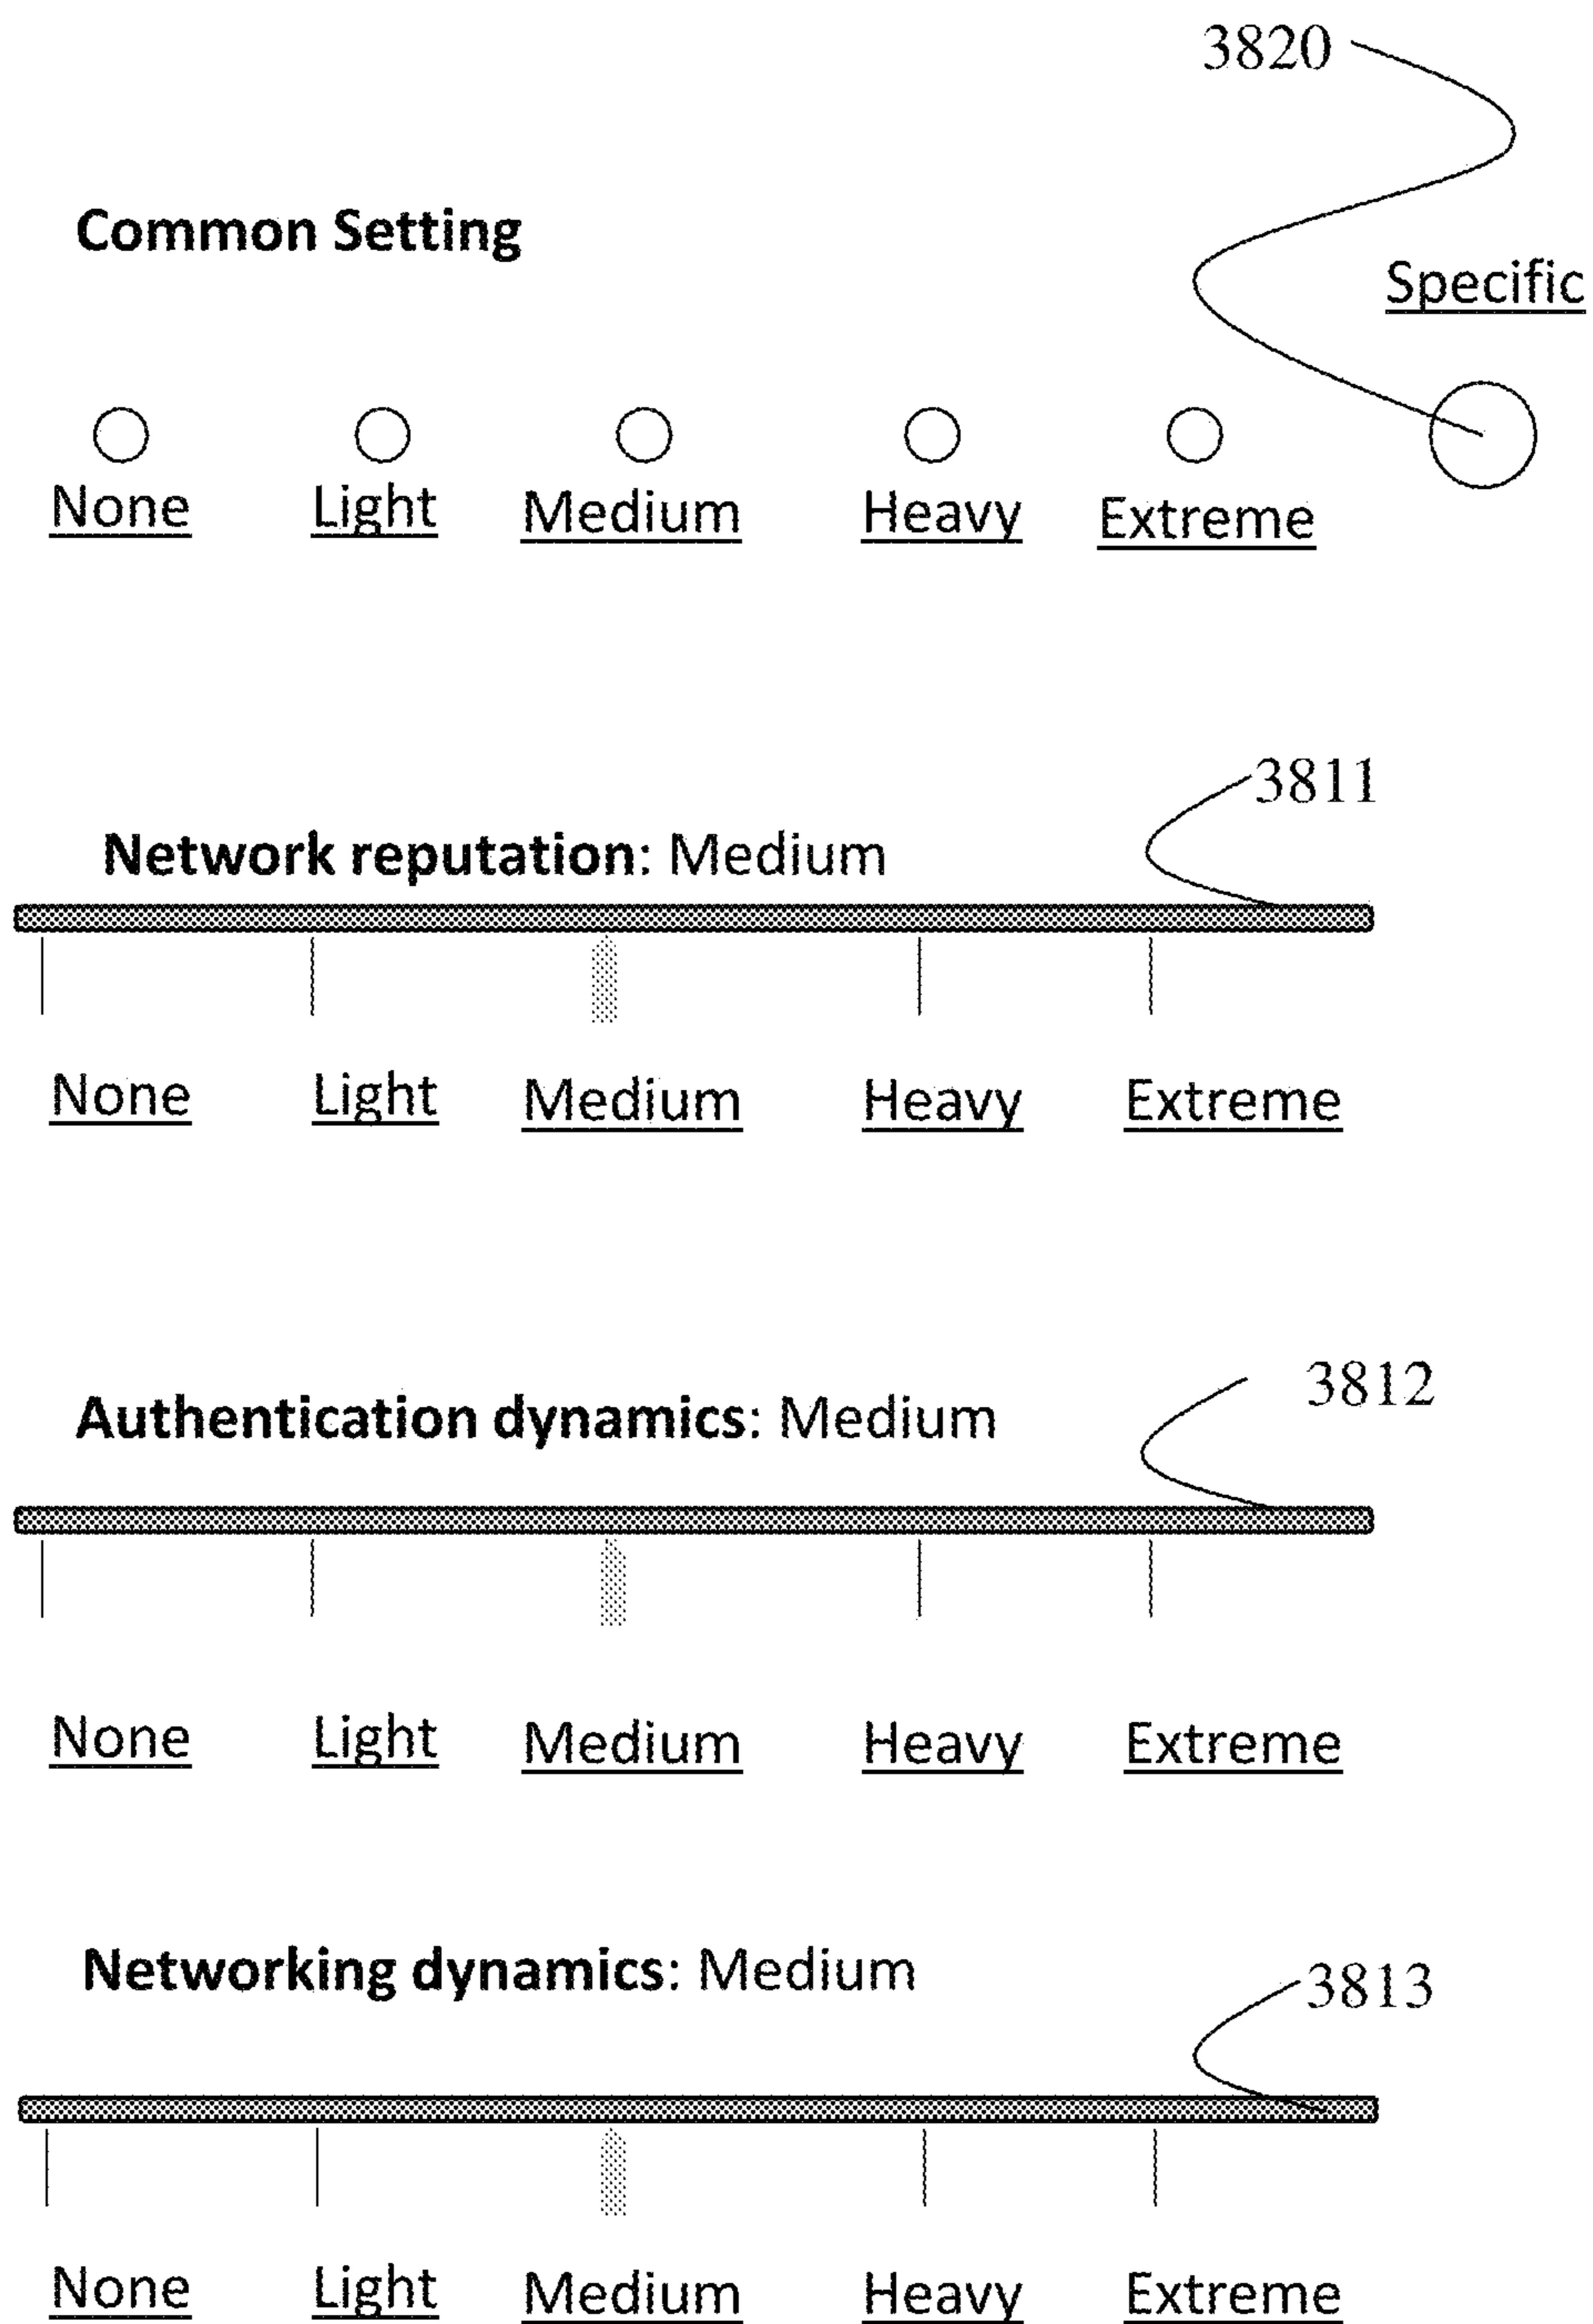 3820
Common Setting
Specific
None Light Medium Heavy Extreme
3811
Network reputation: Medium
None Light Medium Heavy Extreme
3812
Authentication dynamics: Medium
None Light Medium Heavy Extreme
Networking dynamics: Medium
3813
None Light Medium Heavy Extreme